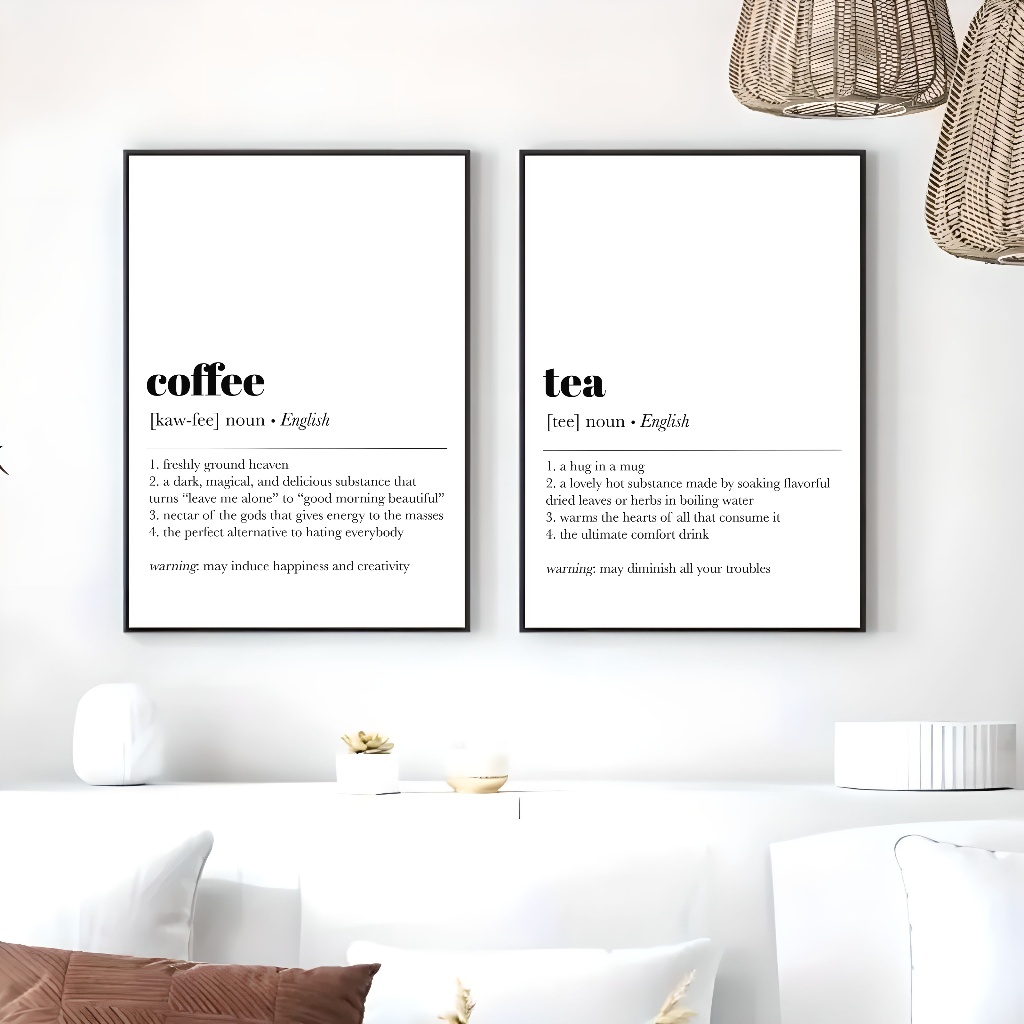 coffee
[kaw-fee] noun • English
1. freshly ground heaven
2. a dark, magical, and delicious substance that
turns “leave me alone” to “good morning beautiful”
3. nectar of the gods that gives energy to the masses
4. the perfect alternative to hating everybody
warning: may induce happiness and creativity
tea
[tee] noun • English
1. a hug in a mug
2. a lovely hot substance made by soaking flavorful
dried leaves or herbs in boiling water
3. warms the hearts of all that consume it
4. the ultimate comfort drink
warning: may diminish all your troubles